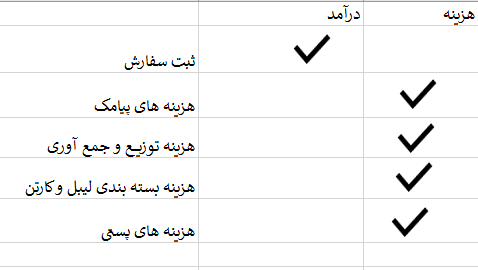 هزینه درآمد
ثبت سفارش
هزینه های پیامک
هزینه توزیع و جمع آوری
هزینه بسته بندی لیبل وکارتن
هزینه های پستی